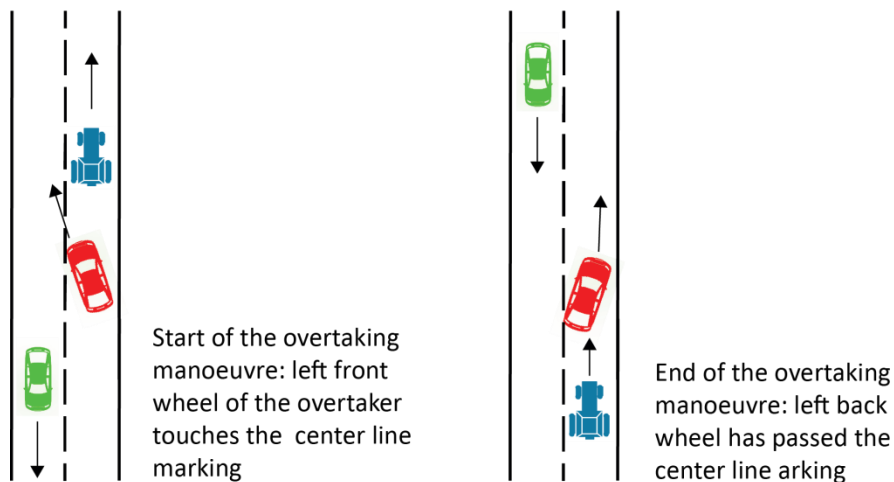 Start of the overtaking
manoeuvre: left front
wheel of the overtaker
touches the center line
marking
End of the overtaking
manoeuvre: left back
wheel has passed the
center line arking